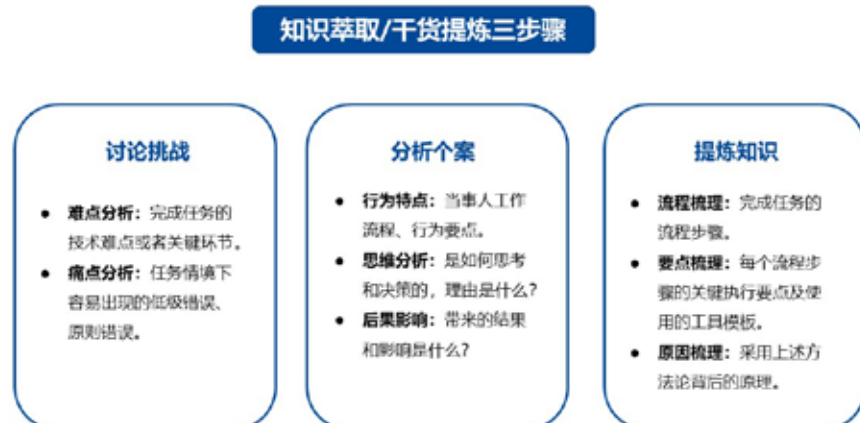 知识萃取/干货提炼三步骤
讨论挑战
● 难点分析：完成任务的
技术难点或者关键环节。
● 痛点分析：任务情境下
容易出现的低级错误、
原则错误。
分析个案
● 行为特点：当事人工作
流程、行为要点。
● 思维分析：是如何思考
和决策的，理由是什么？
● 后果影响：带来的结果
和影响是什么？
提炼知识
● 流程梳理：完成任务的
流程步骤。
● 要点梳理：每个流程步
骤的关键执行要点及使
用的工具模板。
● 原因梳理：采用上述方
法论背后的原理。